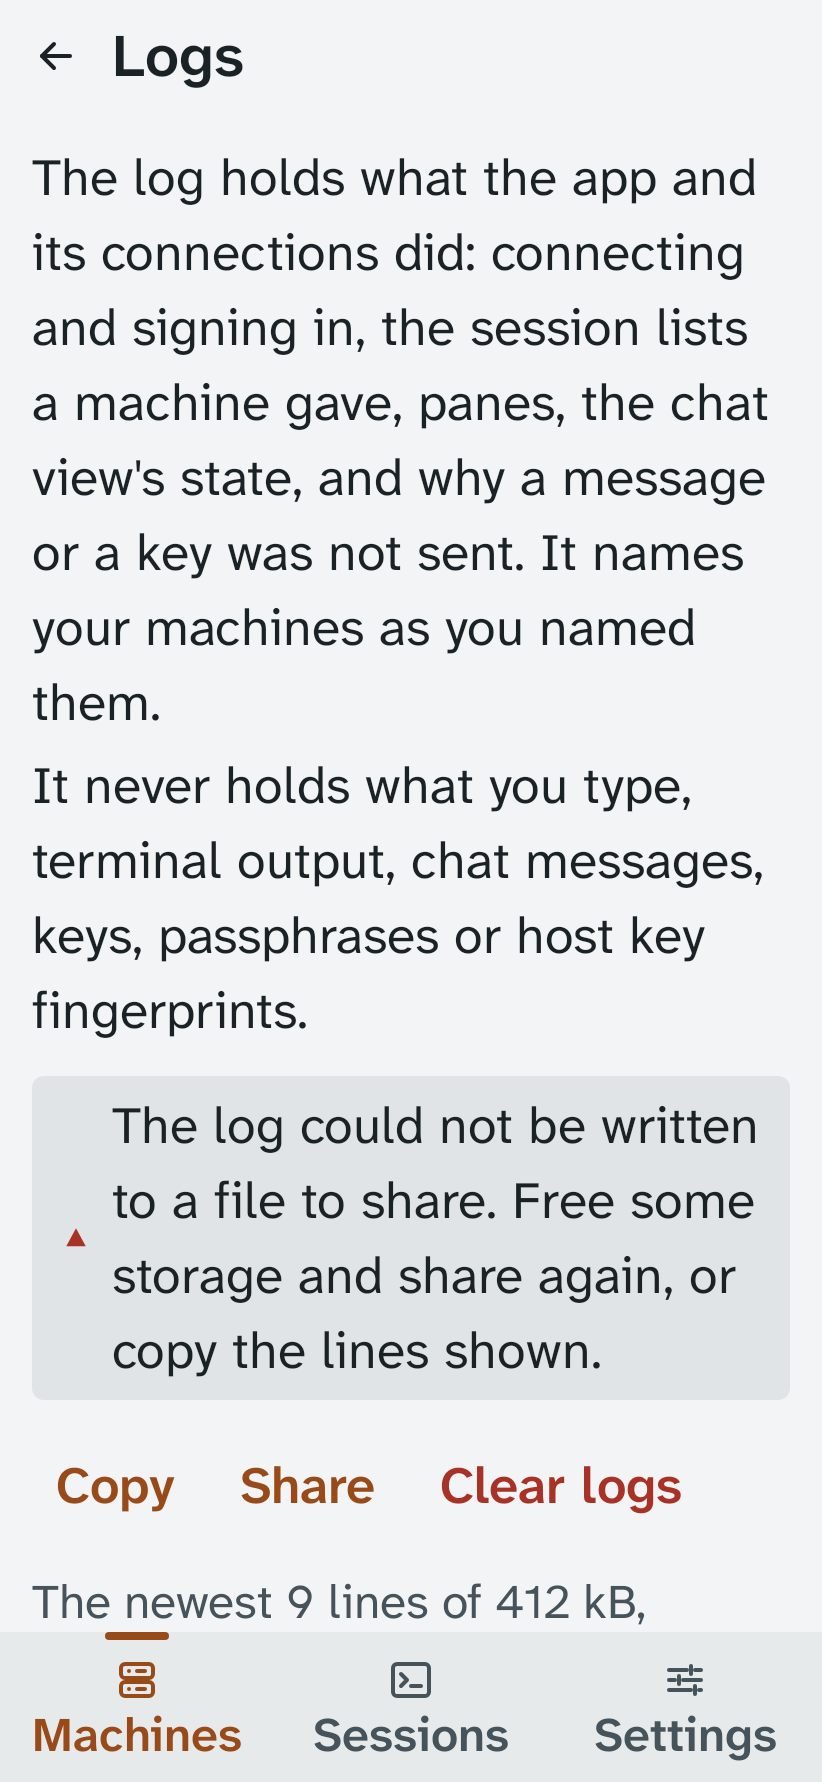 Logs
The log holds what the app and
its connections did: connecting
and signing in, the session lists
a machine gave, panes, the chat
view's state, and why a message
or a key was not sent. It names
your machines as you named
them.
It never holds what you type,
terminal output, chat messages,
keys, passphrases or host key
fingerprints.
The log could not be written
to a file to share. Free some
storage and share again, or
copy the lines shown.
Copy Share Clear logs
The newest 9 lines of 412 kB,
Machines Sessions Settings